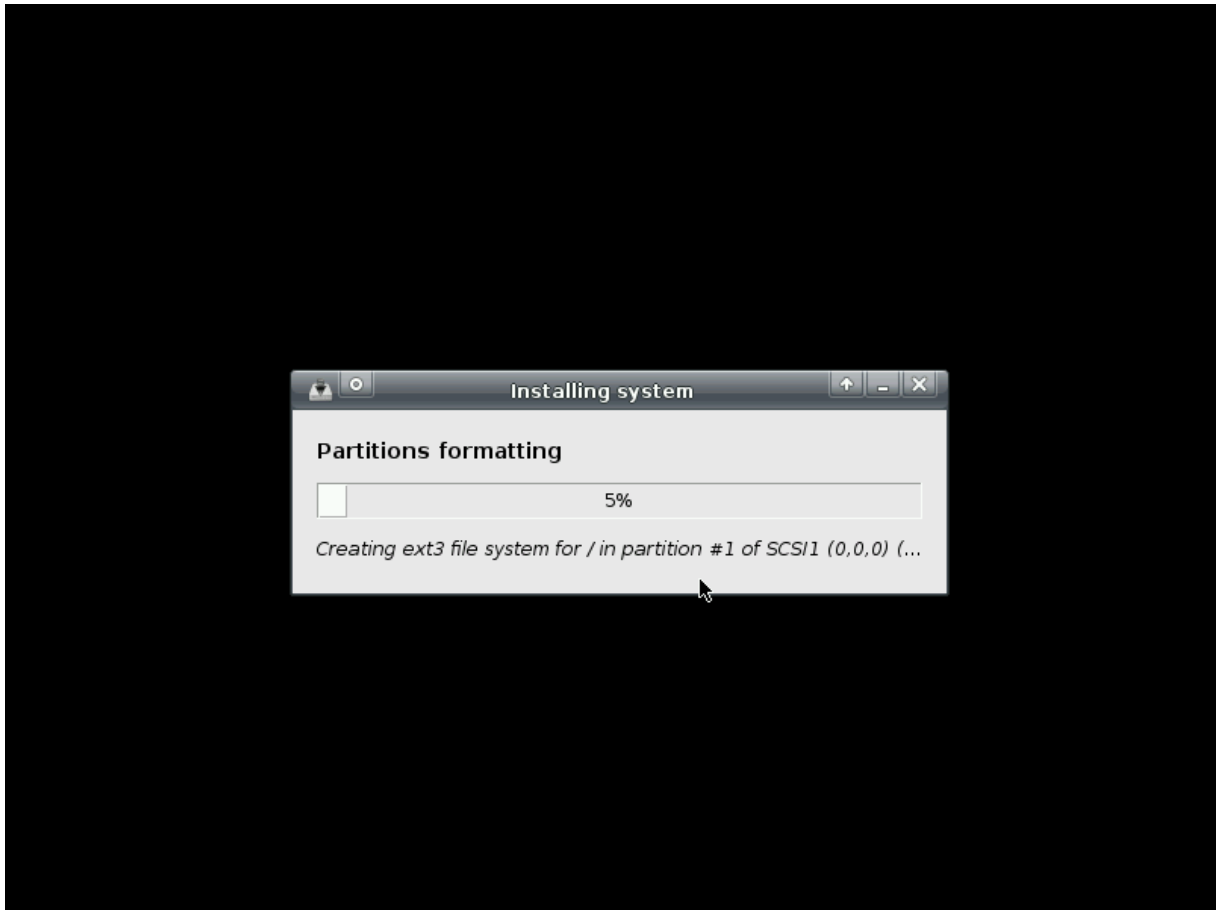 Installing system
Partitions formatting
5%
Creating ext3 file system for / in partition #1 of SCSI1 (0,0,0) (...